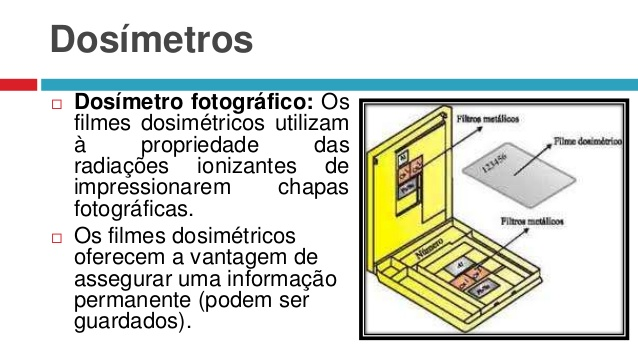 Dosímetros
□ Dosímetro fotográfico: Os
filmes dosimétricos utilizam
à propriedade das
radiações ionizantes de
impressionarem chapas
fotográficas.
□ Os filmes dosimétricos
oferecem a vantagem de
assegurar uma informação
permanente (podem ser
guardados).
Filtros metálicos
Filme dosimétrico
123456
Filtros metálicos
Número
Al
Al